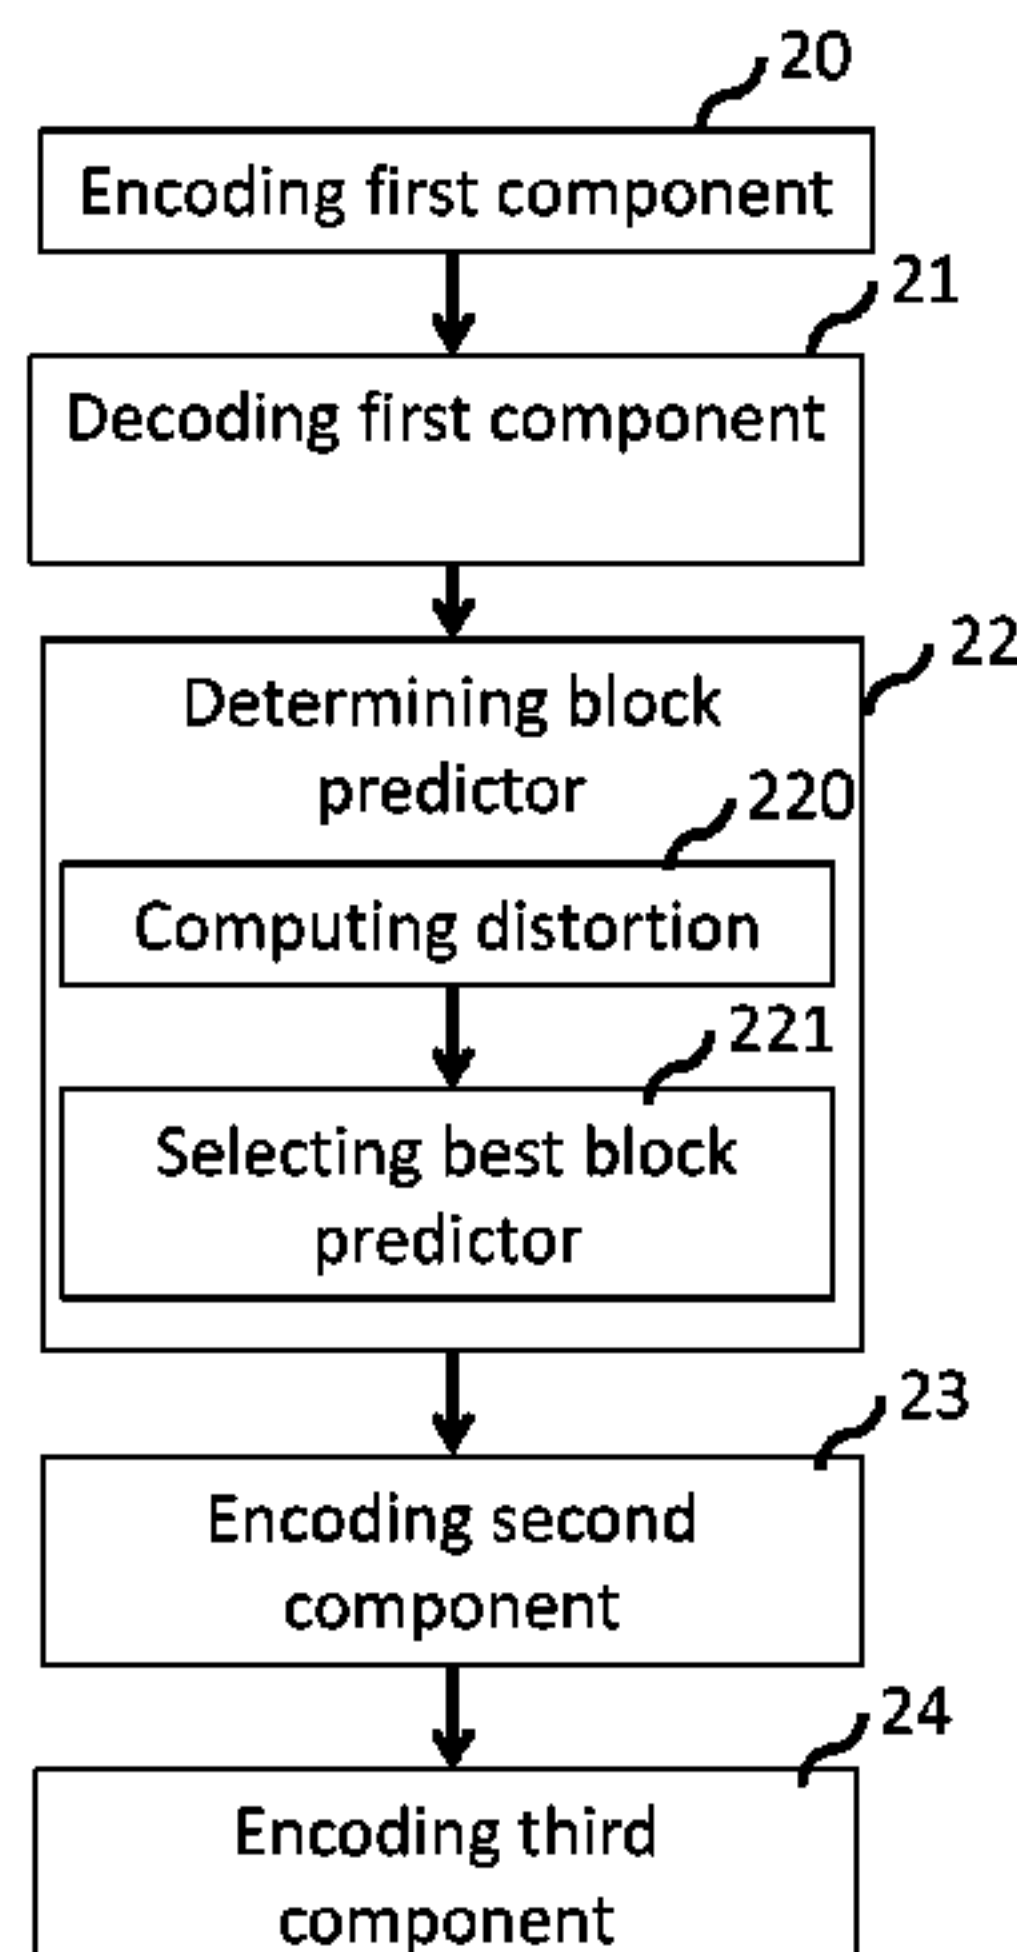 20
Encoding first component
21
Decoding first component
22
Determining block
predictor
220
Computing distortion
221
Selecting best block
predictor
23
Encoding second
component
24
Encoding third
component